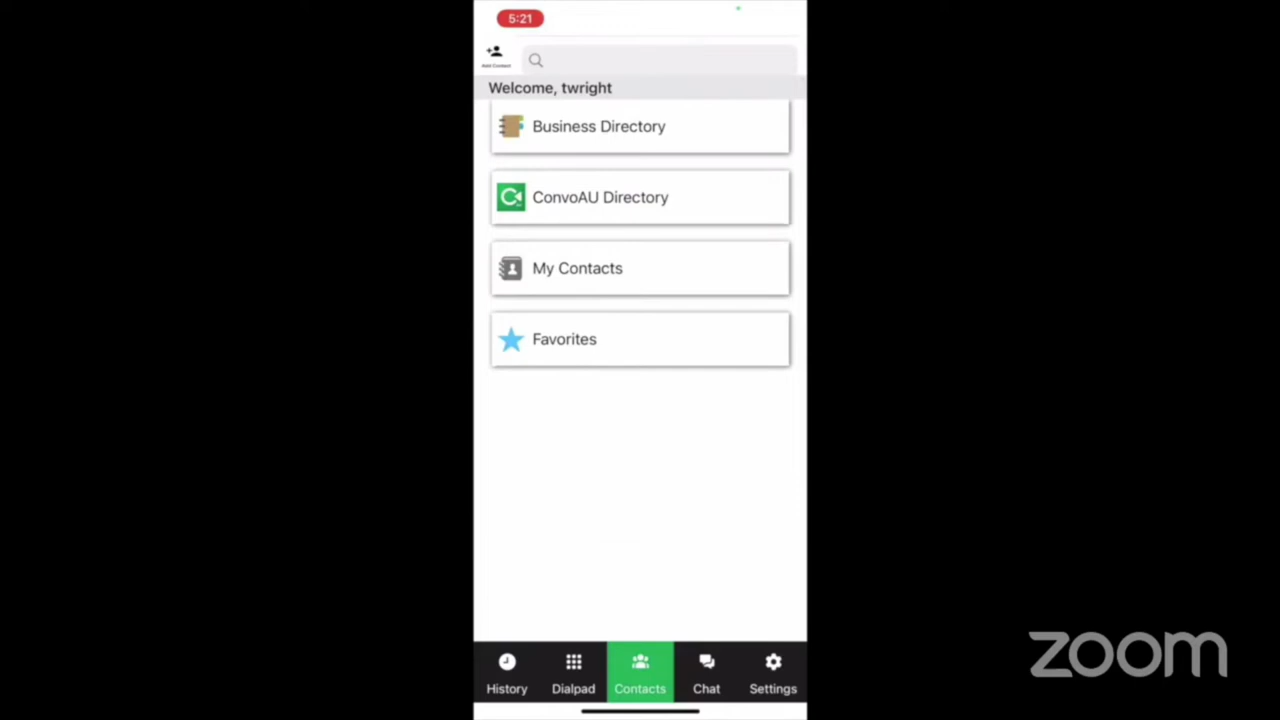 5:21
Add Contact
Welcome, twright
Business Directory
ConvoAU Directory
My Contacts
Favorites
History
Dialpad
Contacts
Chat
Settings
zoom